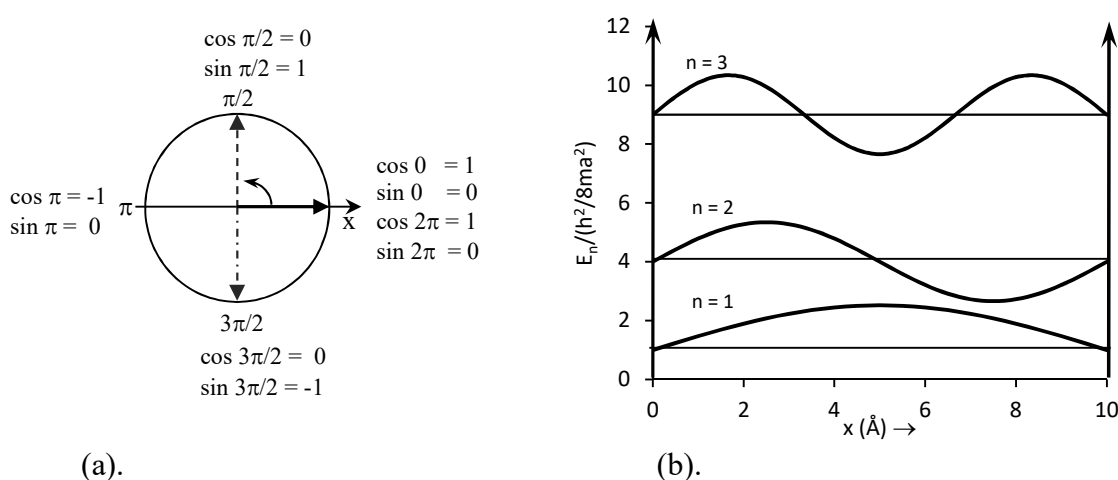 cos π/2 = 0
sin π/2 = 1
π/2
cos π = -1
sin π = 0
π
cos 0 = 1
sin 0 = 0
x
cos 2π = 1
sin 2π = 0
3π/2
cos 3π/2 = 0
sin 3π/2 = -1
(a).
12
10
8
6
4
2
0
Eₙ/(h²/8ma²)
n = 3
n = 2
n = 1
0 2 4 6 8 10
x (Å) →
(b).